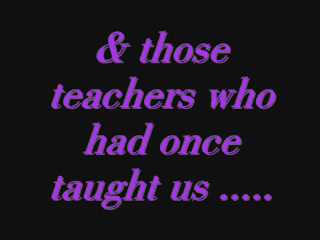 & those
teachers who
had once
taught us .....